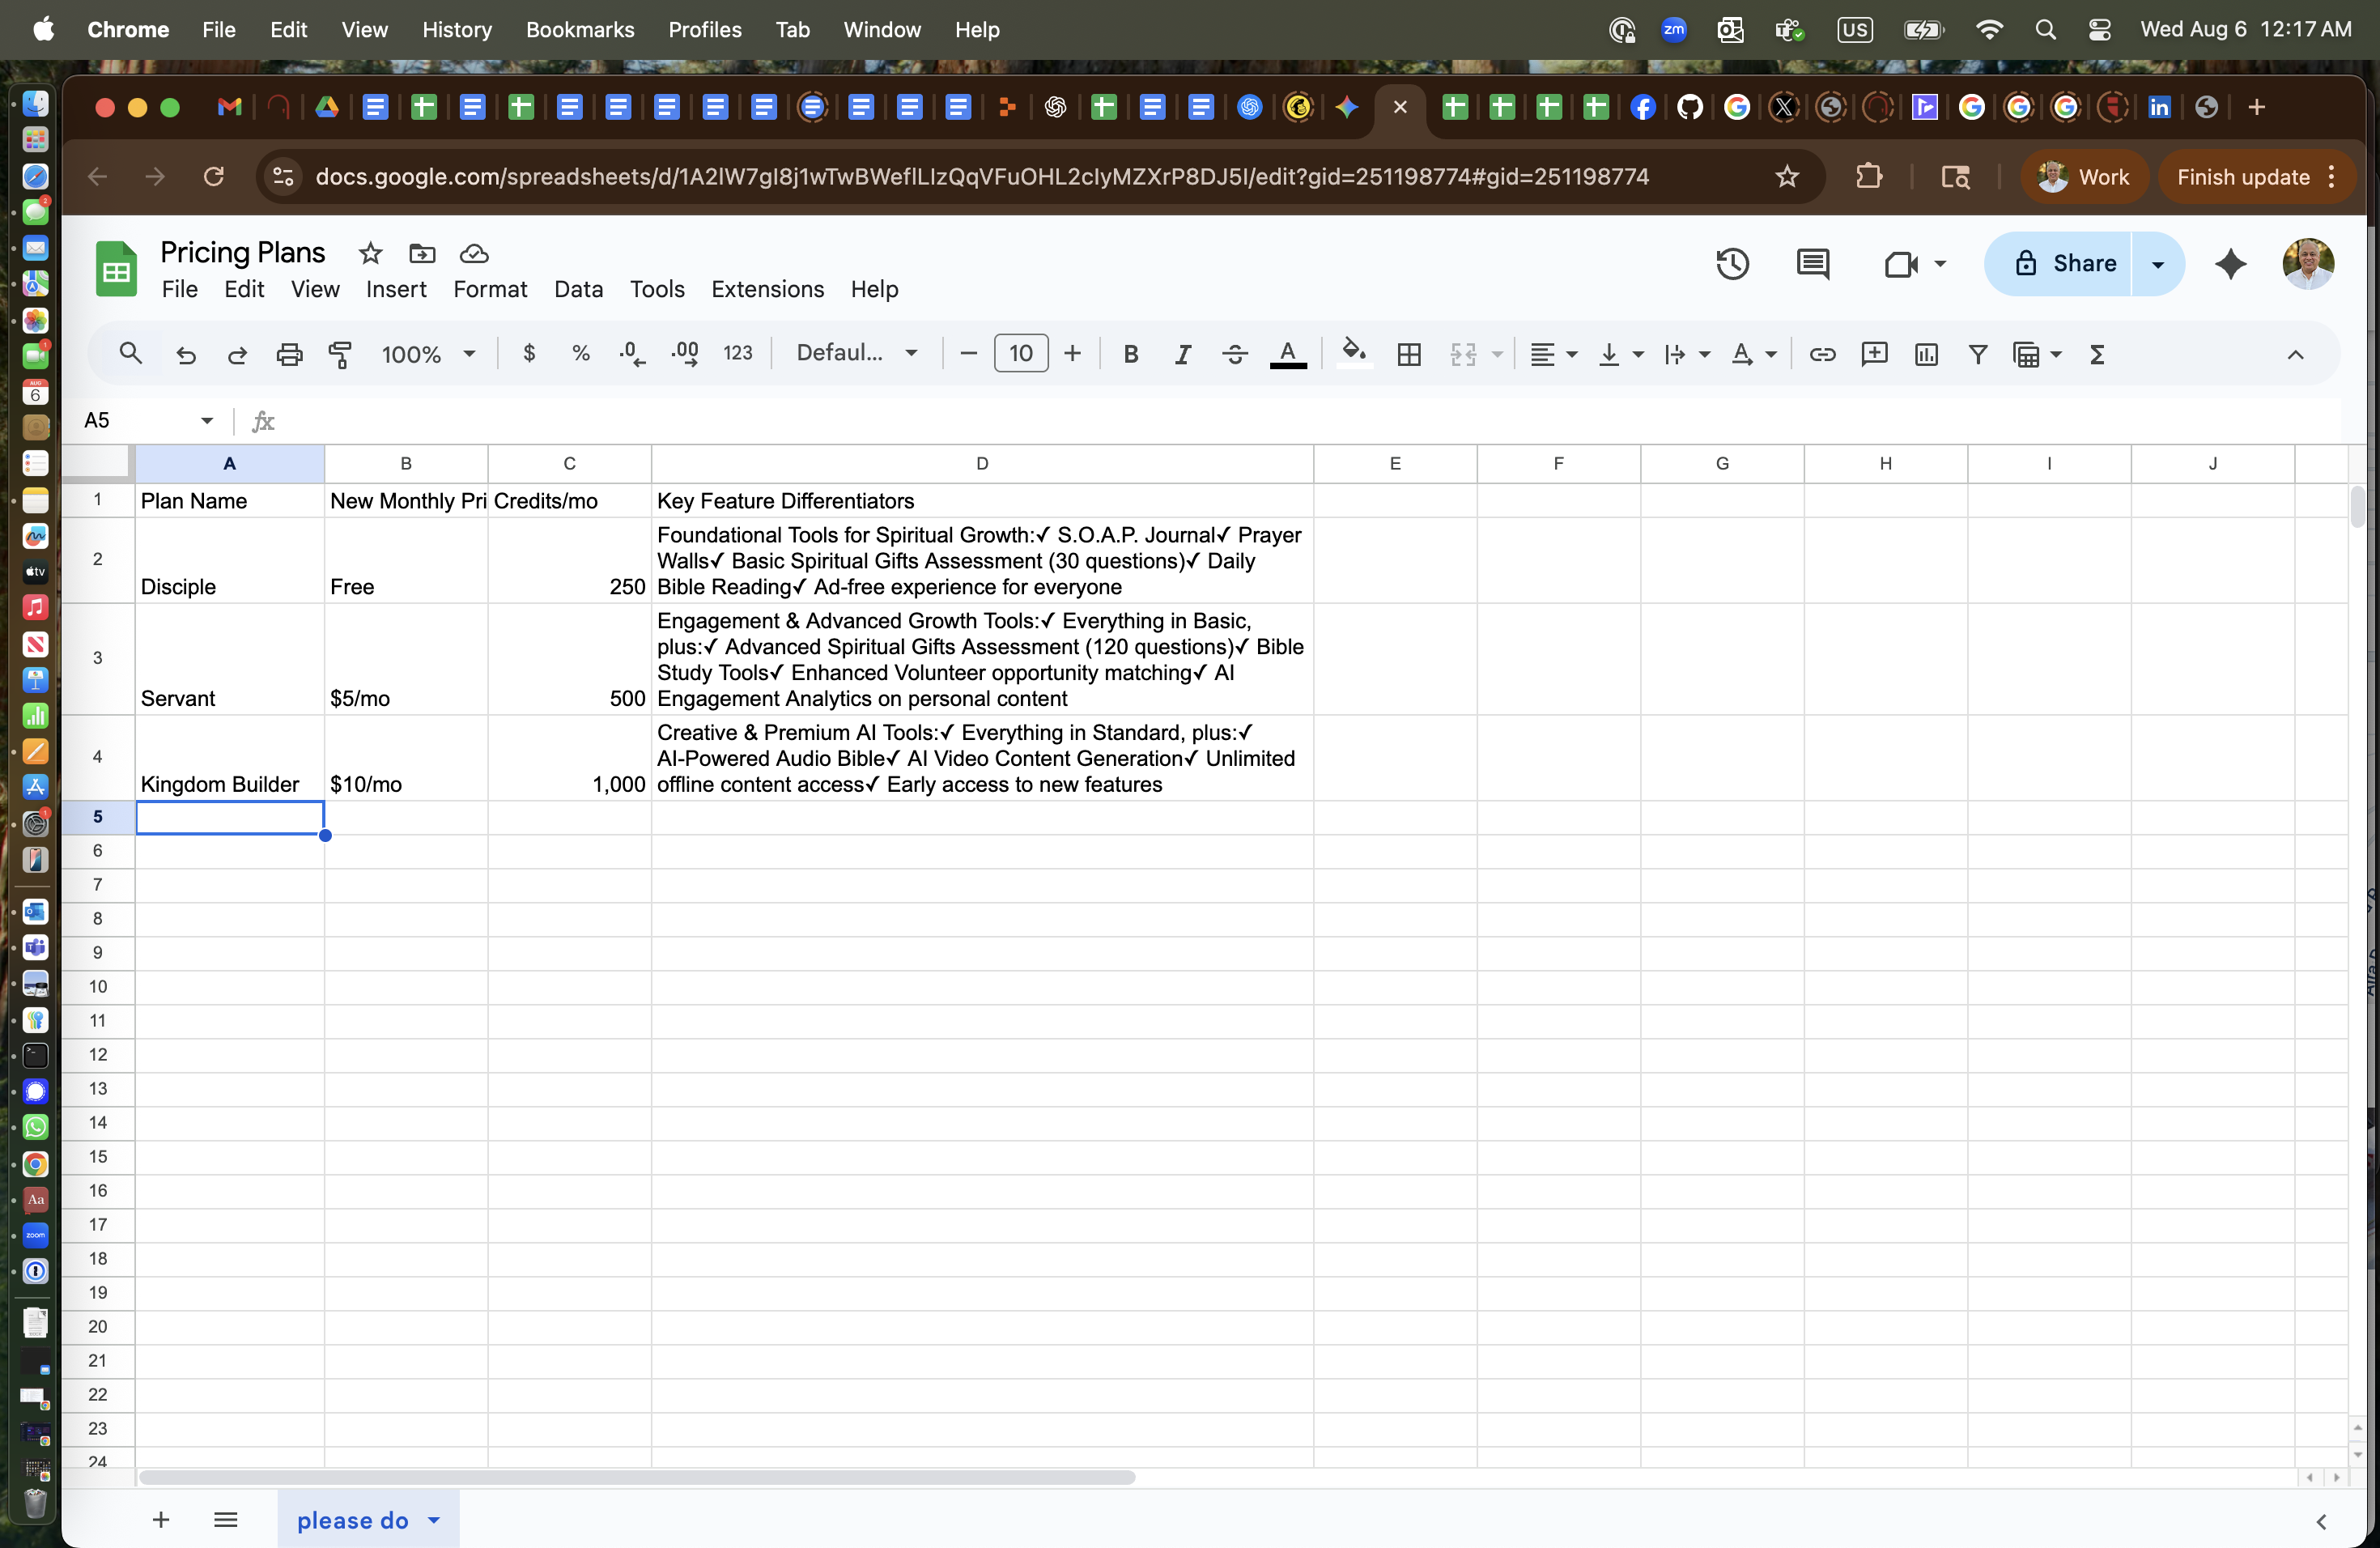 Chrome File Edit View History Bookmarks Profiles Tab Window Help zm US Wed Aug 6 12:17 AM
docs.google.com/spreadsheets/d/1A2IW7gI8j1wTwBWefILIzQqVFuOHL2cIyMZXrP8DJ5I/edit?gid=251198774#gid=251198774 Work Finish update
Pricing Plans
File Edit View Insert Format Data Tools Extensions Help
Share
100% $ % .0 .00 123 Defaul... 10 B I S A
A5 fx
A B C D E F G H I J
1 Plan Name New Monthly Pri Credits/mo Key Feature Differentiators
2 Disciple Free 250 Foundational Tools for Spiritual Growth:✓ S.O.A.P. Journal✓ Prayer
Walls✓ Basic Spiritual Gifts Assessment (30 questions)✓ Daily
Bible Reading✓ Ad-free experience for everyone
3 Servant $5/mo 500 Engagement & Advanced Growth Tools:✓ Everything in Basic,
plus:✓ Advanced Spiritual Gifts Assessment (120 questions)✓ Bible
Study Tools✓ Enhanced Volunteer opportunity matching✓ AI
Engagement Analytics on personal content
4 Kingdom Builder $10/mo 1,000 Creative & Premium AI Tools:✓ Everything in Standard, plus:✓
AI-Powered Audio Bible✓ AI Video Content Generation✓ Unlimited
offline content access✓ Early access to new features
5
6
7
8
9
10
11
12
13
14
15
16
17
18
19
20
21
22
23
24
please do
AUG
6
tv
Aa
zoom
in